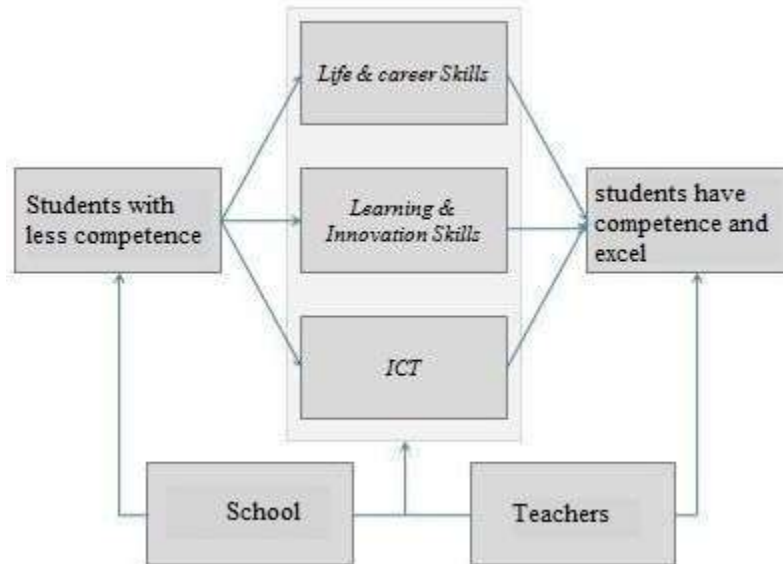 Life & career Skills
Students with
less competence
Learning &
Innovation Skills
students have
competence and
excel
ICT
School
Teachers